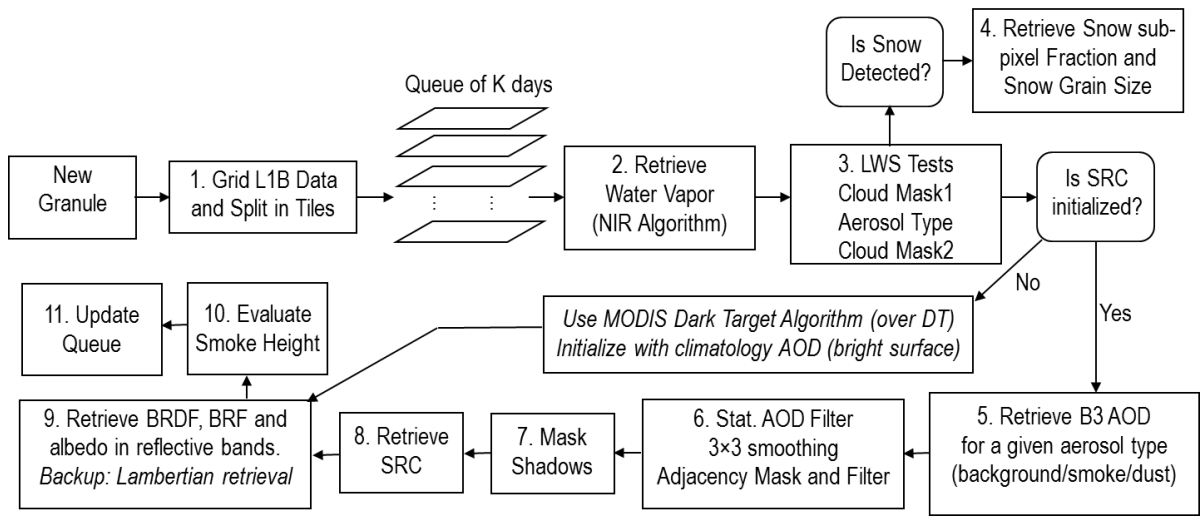 New
Granule
1. Grid L1B Data
and Split in Tiles
Queue of K days
2. Retrieve
Water Vapor
(NIR Algorithm)
3. LWS Tests
Cloud Mask1
Aerosol Type
Cloud Mask2
Is Snow
Detected?
4. Retrieve Snow sub-
pixel Fraction and
Snow Grain Size
Is SRC
initialized?
No
Yes
Use MODIS Dark Target Algorithm (over DT)
Initialize with climatology AOD (bright surface)
5. Retrieve B3 AOD
for a given aerosol type
(background/smoke/dust)
6. Stat. AOD Filter
3×3 smoothing
Adjacency Mask and Filter
7. Mask
Shadows
8. Retrieve
SRC
9. Retrieve BRDF, BRF and
albedo in reflective bands.
Backup: Lambertian retrieval
10. Evaluate
Smoke Height
11. Update
Queue